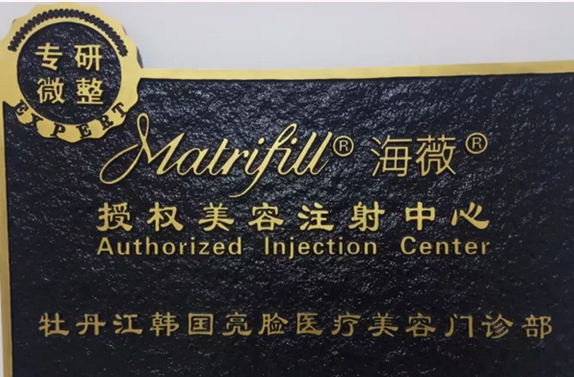 专研
微整
EXPERT
Matrifill® 海薇®
授权美容注射中心
Authorized Injection Center
牡丹江韩国亮脸医疗美容门诊部